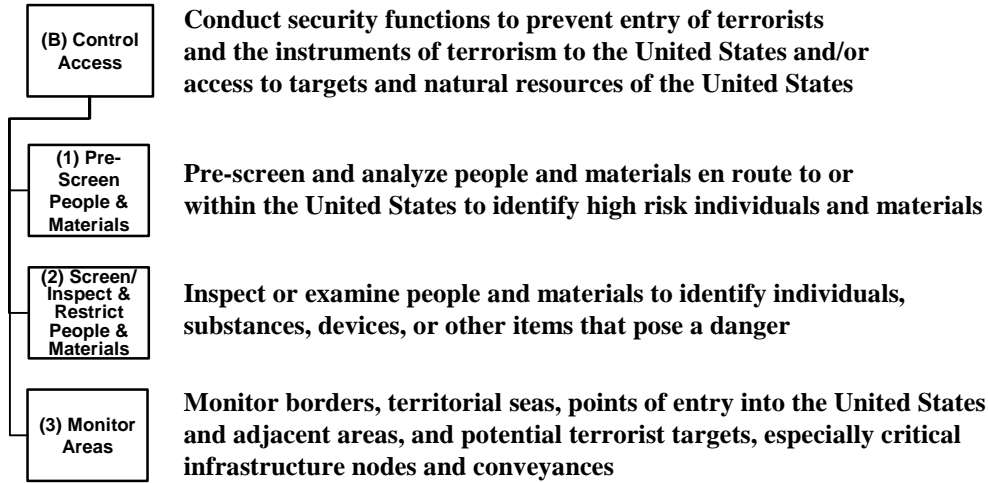 (B) Control
Access
Conduct security functions to prevent entry of terrorists
and the instruments of terrorism to the United States and/or
access to targets and natural resources of the United States
(1) Pre-
Screen
People &
Materials
Pre-screen and analyze people and materials en route to or
within the United States to identify high risk individuals and materials
(2) Screen/
Inspect &
Restrict
People &
Materials
Inspect or examine people and materials to identify individuals,
substances, devices, or other items that pose a danger
(3) Monitor
Areas
Monitor borders, territorial seas, points of entry into the United States
and adjacent areas, and potential terrorist targets, especially critical
infrastructure nodes and conveyances